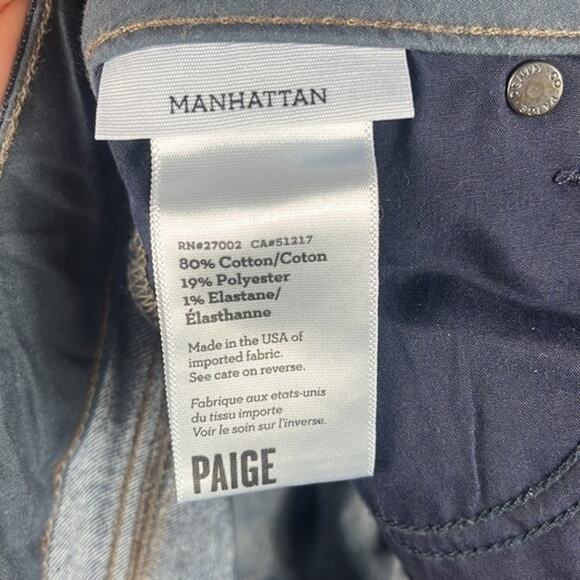 MANHATTAN
RN#27002 CA#51217
80% Cotton/Coton
19% Polyester
1% Elastane/
Élasthanne
Made in the USA of
imported fabric.
See care on reverse.
Fabrique aux etats-unis
du tissu importe
Voir le soin sur l'inverse.
PAIGE